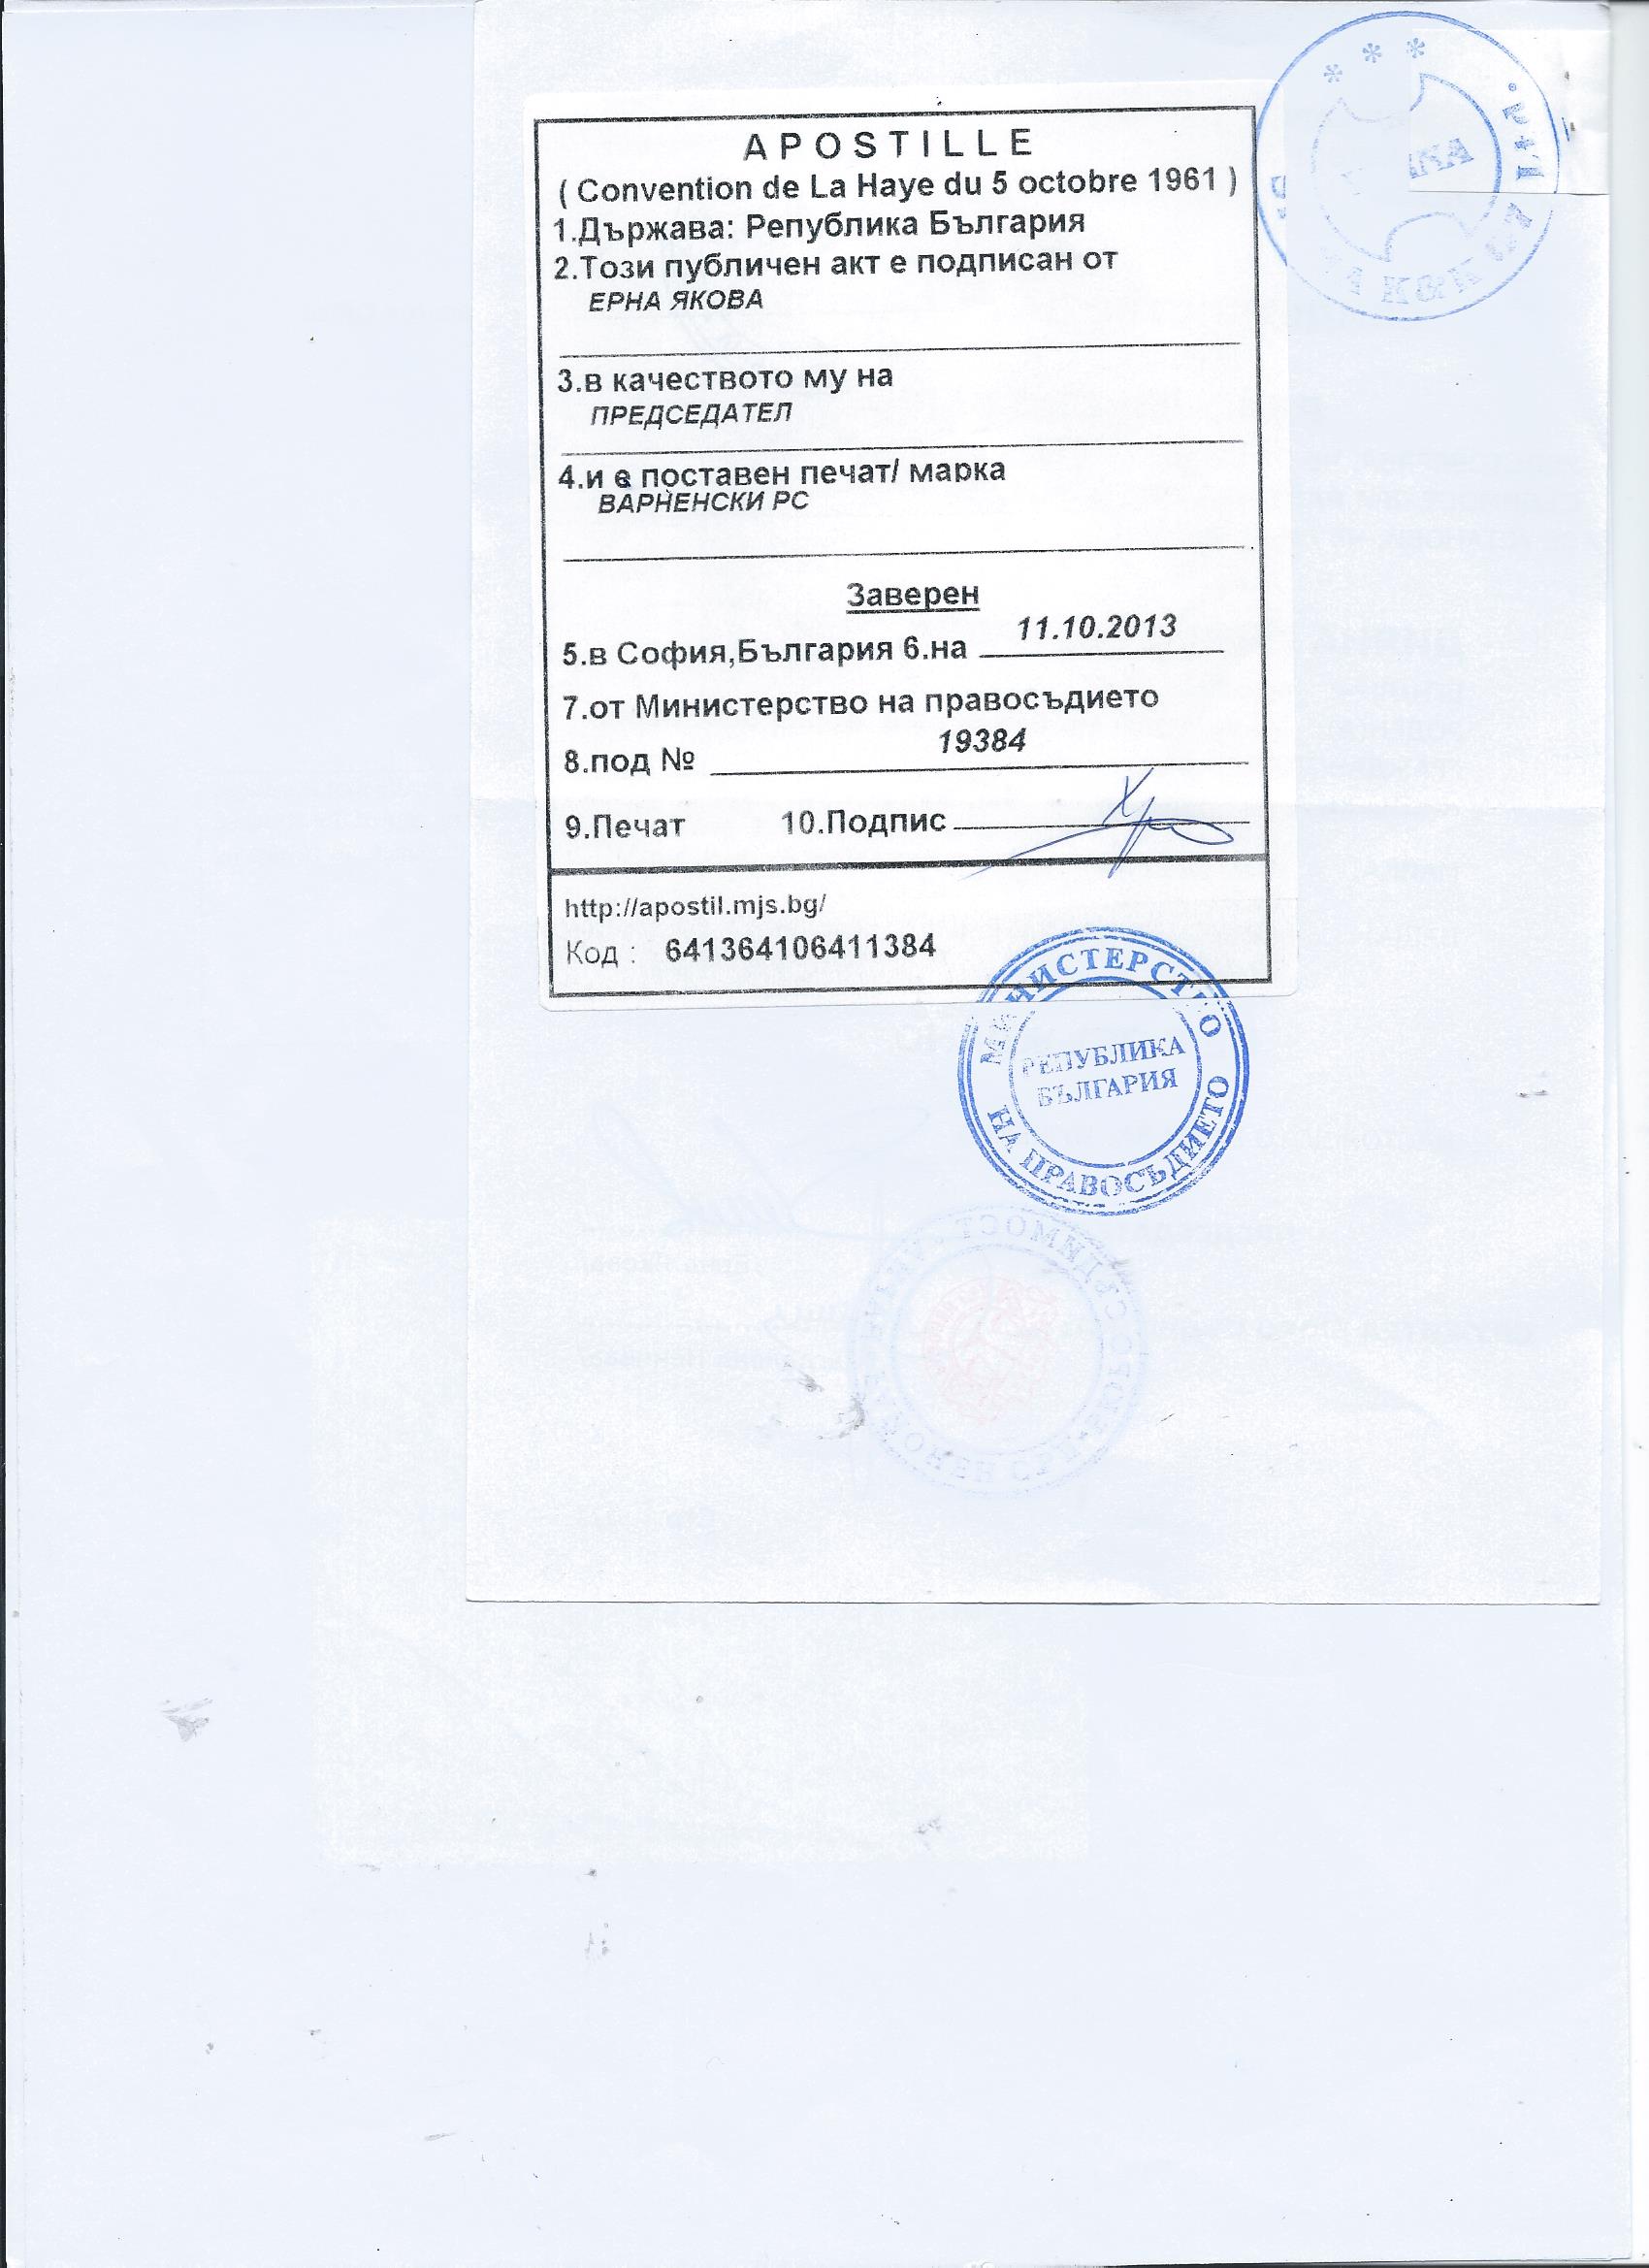 APOSTILLE
( Convention de La Haye du 5 octobre 1961 )
1.Държава: Република България
2.Този публичен акт е подписан от
ЕРНА ЯКОВА
3.в качеството му на
ПРЕДСЕДАТЕЛ
4.и е поставен печат/ марка
ВАРНЕНСКИ РС
Заверен
5.в София,България 6.на 11.10.2013
7.от Министерство на правосъдието
8.под № 19384
9.Печат 10.Подпис
http://apostil.mjs.bg/
Код : 641364106411384
МИНИСТЕРСТВО
РЕПУБЛИКА
БЪЛГАРИЯ
НА ПРАВОСЪДИЕТО